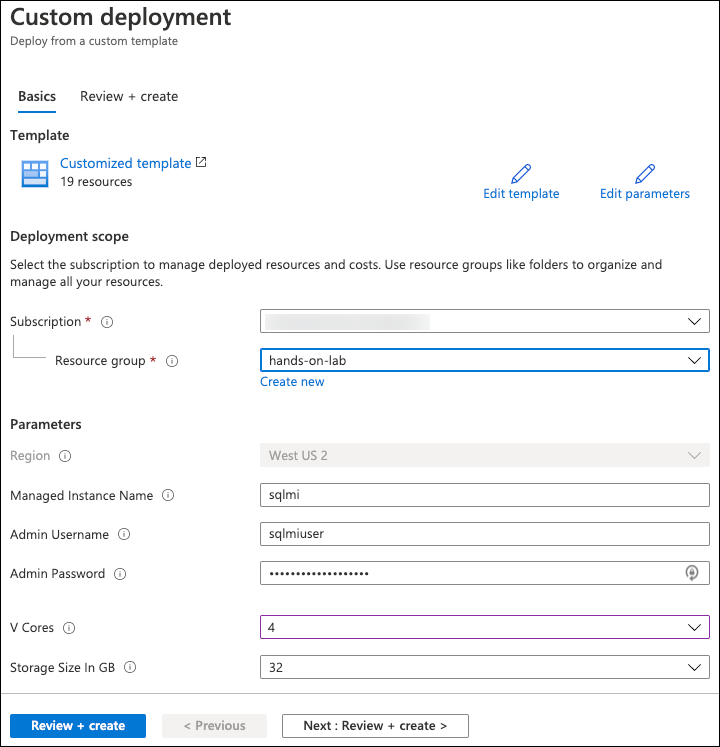 Custom deployment
Deploy from a custom template
Basics Review + create
Template
Customized template
19 resources
Edit template Edit parameters
Deployment scope
Select the subscription to manage deployed resources and costs. Use resource groups like folders to organize and
manage all your resources.
Subscription *
Resource group * hands-on-lab
Create new
Parameters
Region West US 2
Managed Instance Name sqlmi
Admin Username sqlmiuser
Admin Password •••••••••••••••••••
V Cores 4
Storage Size In GB 32
Review + create < Previous Next : Review + create >